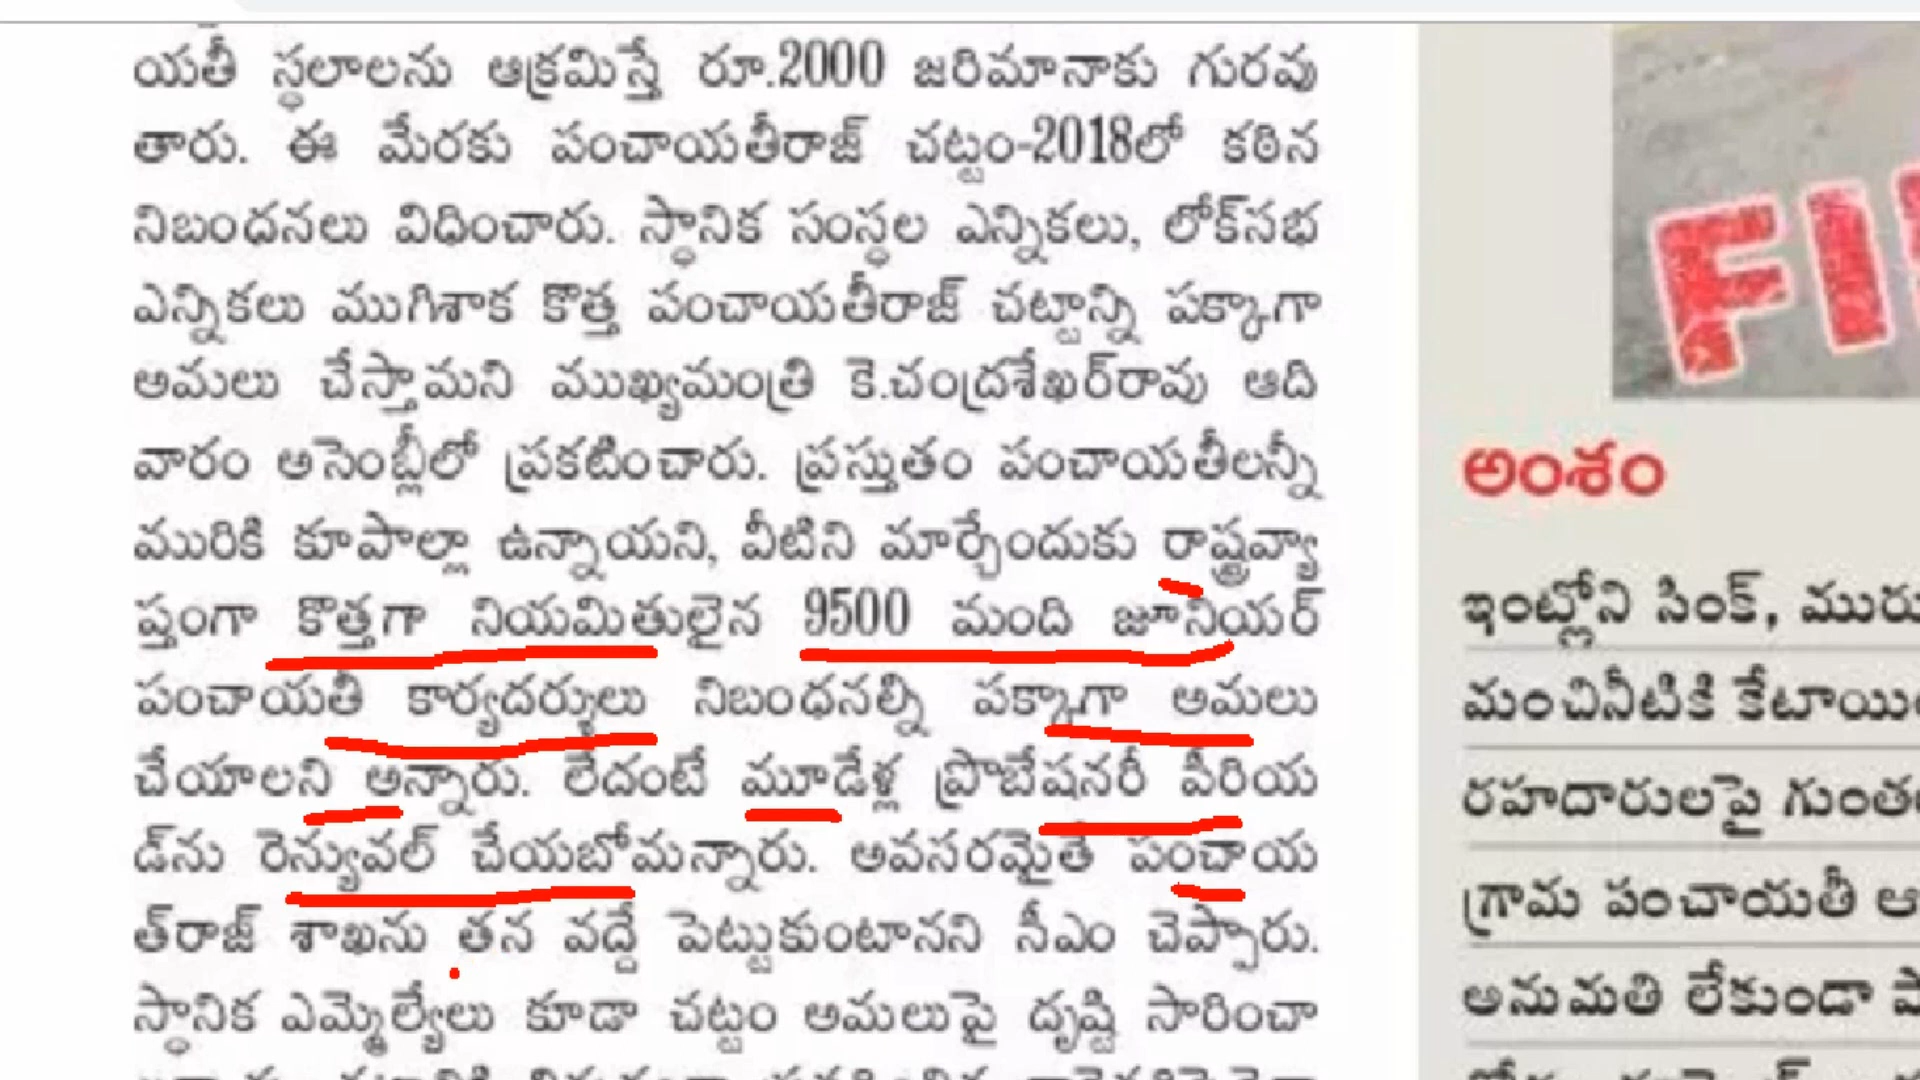 యతీ స్థలాలను ఆక్రమిస్తే రూ.2000 జరిమానాకు గురవు
తారు. ఈ మేరకు పంచాయతీరాజ్ చట్టం-2018లో కఠిన
నిబంధనలు విధించారు. స్థానిక సంస్థల ఎన్నికలు, లోక్‌సభ
ఎన్నికలు ముగిశాక కొత్త పంచాయతీరాజ్ చట్టాన్ని పక్కాగా
అమలు చేస్తామని ముఖ్యమంత్రి కె.చంద్రశేఖర్‌రావు ఆది
వారం అసెంబ్లీలో ప్రకటించారు. ప్రస్తుతం పంచాయతీలన్నీ
మురికి కూపాల్లా ఉన్నాయని, వీటిని మార్చేందుకు రాష్ట్రవ్యా
ప్తంగా కొత్తగా నియమితులైన 9500 మంది జూనియర్
పంచాయతీ కార్యదర్శులు నిబంధనల్ని పక్కాగా అమలు
చేయాలని అన్నారు. లేదంటే మూడేళ్ల ప్రొబేషనరీ పీరియ
డ్‌ను రెన్యువల్ చేయబోమన్నారు. అవసరమైతే పంచాయ
త్‌రాజ్ శాఖను తన వద్దే పెట్టుకుంటానని సీఎం చెప్పారు.
స్థానిక ఎమ్మెల్యేలు కూడా చట్టం అమలుపై దృష్టి సారించా
FI
అంశం
ఇంట్లోని సింక్, మురు
మంచినీటికి కేటాయిం
రహదారులపై గుంత
గ్రామ పంచాయతీ ఆ
అనుమతి లేకుండా పా